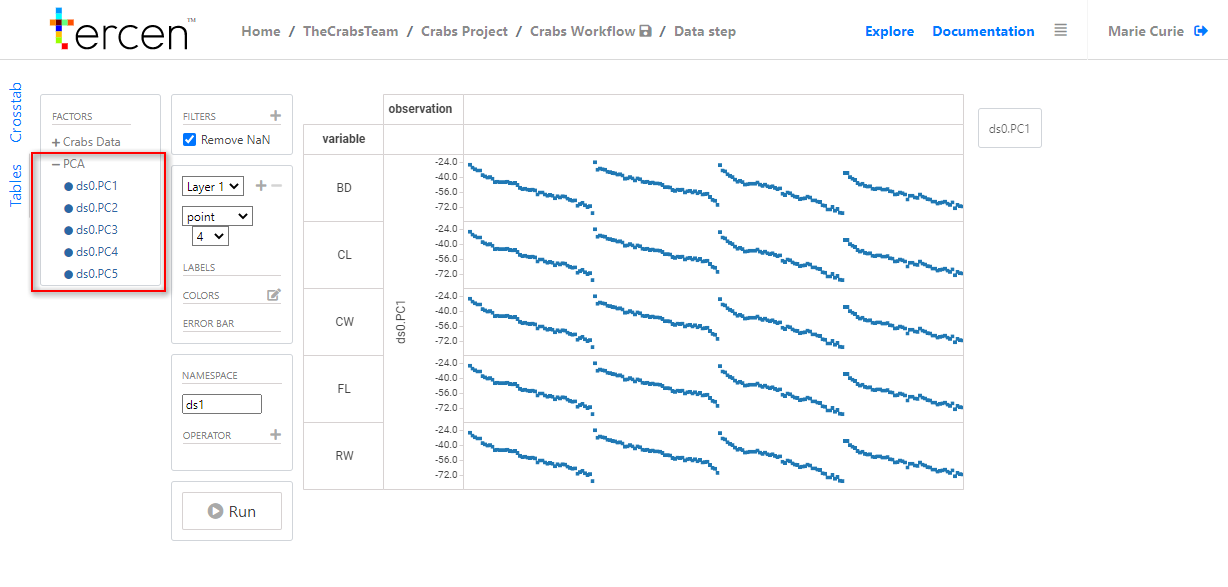 tercen™
Home / TheCrabsTeam / Crabs Project / Crabs Workflow / Data step
Explore Documentation
Marie Curie
Crosstab
Tables
FACTORS
+ Crabs Data
− PCA
ds0.PC1
ds0.PC2
ds0.PC3
ds0.PC4
ds0.PC5
FILTERS +
Remove NaN
Layer 1 + −
point
4
LABELS
COLORS
ERROR BAR
NAMESPACE
ds1
OPERATOR +
Run
observation
variable
ds0.PC1
BD
-24.0
-40.0
-56.0
-72.0
CL
-24.0
-40.0
-56.0
-72.0
CW
-24.0
-40.0
-56.0
-72.0
FL
-24.0
-40.0
-56.0
-72.0
RW
-24.0
-40.0
-56.0
-72.0
ds0.PC1